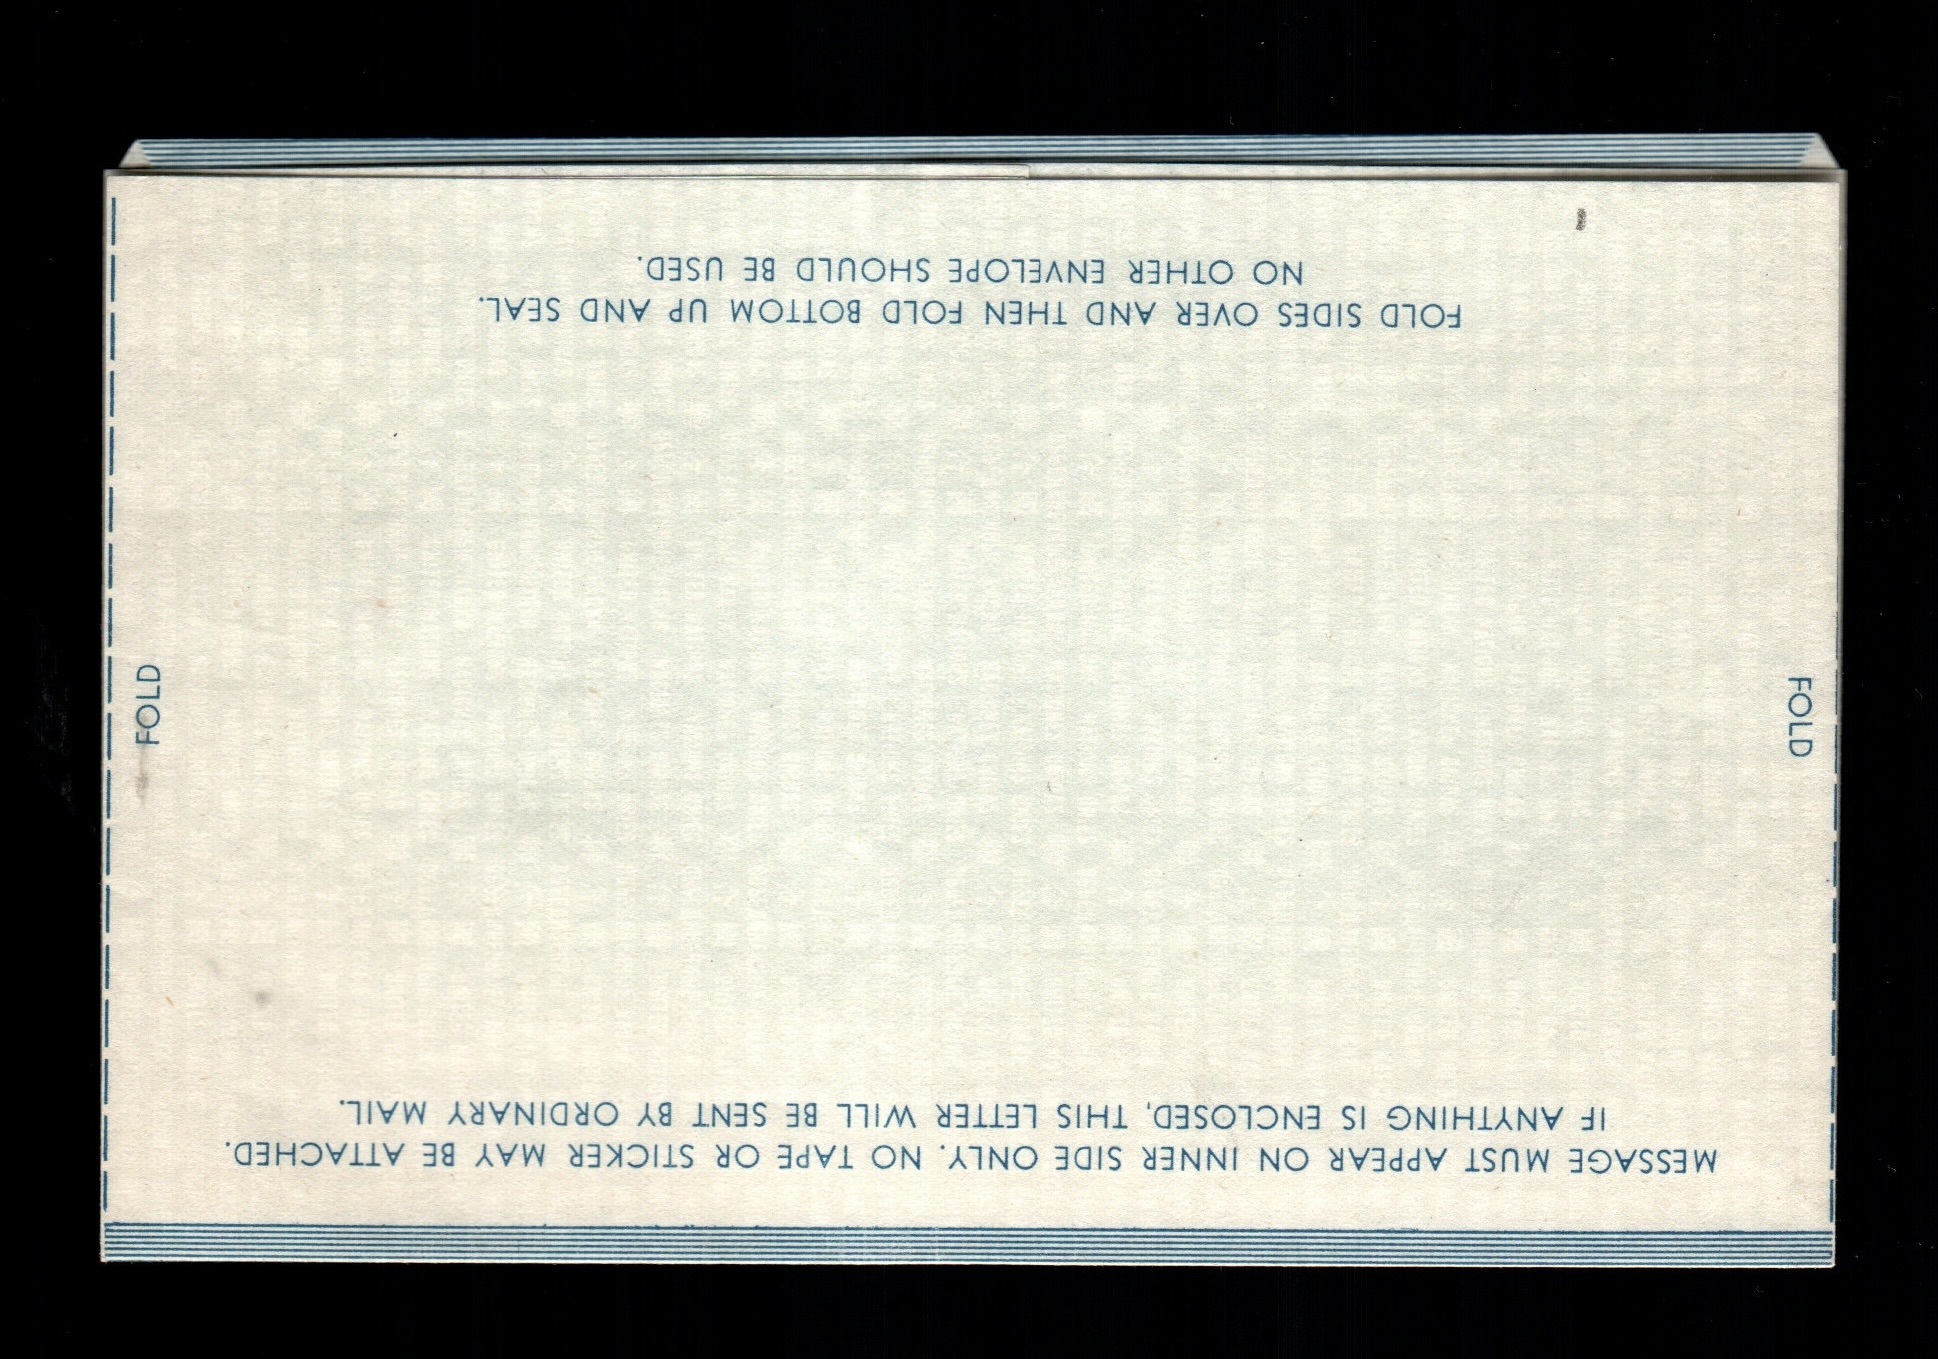 MESSAGE MUST APPEAR ON INNER SIDE ONLY. NO TAPE OR STICKER MAY BE ATTACHED.
IF ANYTHING IS ENCLOSED, THIS LETTER WILL BE SENT BY ORDINARY MAIL.
FOLD
FOLD
FOLD SIDES OVER AND THEN FOLD BOTTOM UP AND SEAL.
NO OTHER ENVELOPE SHOULD BE USED.